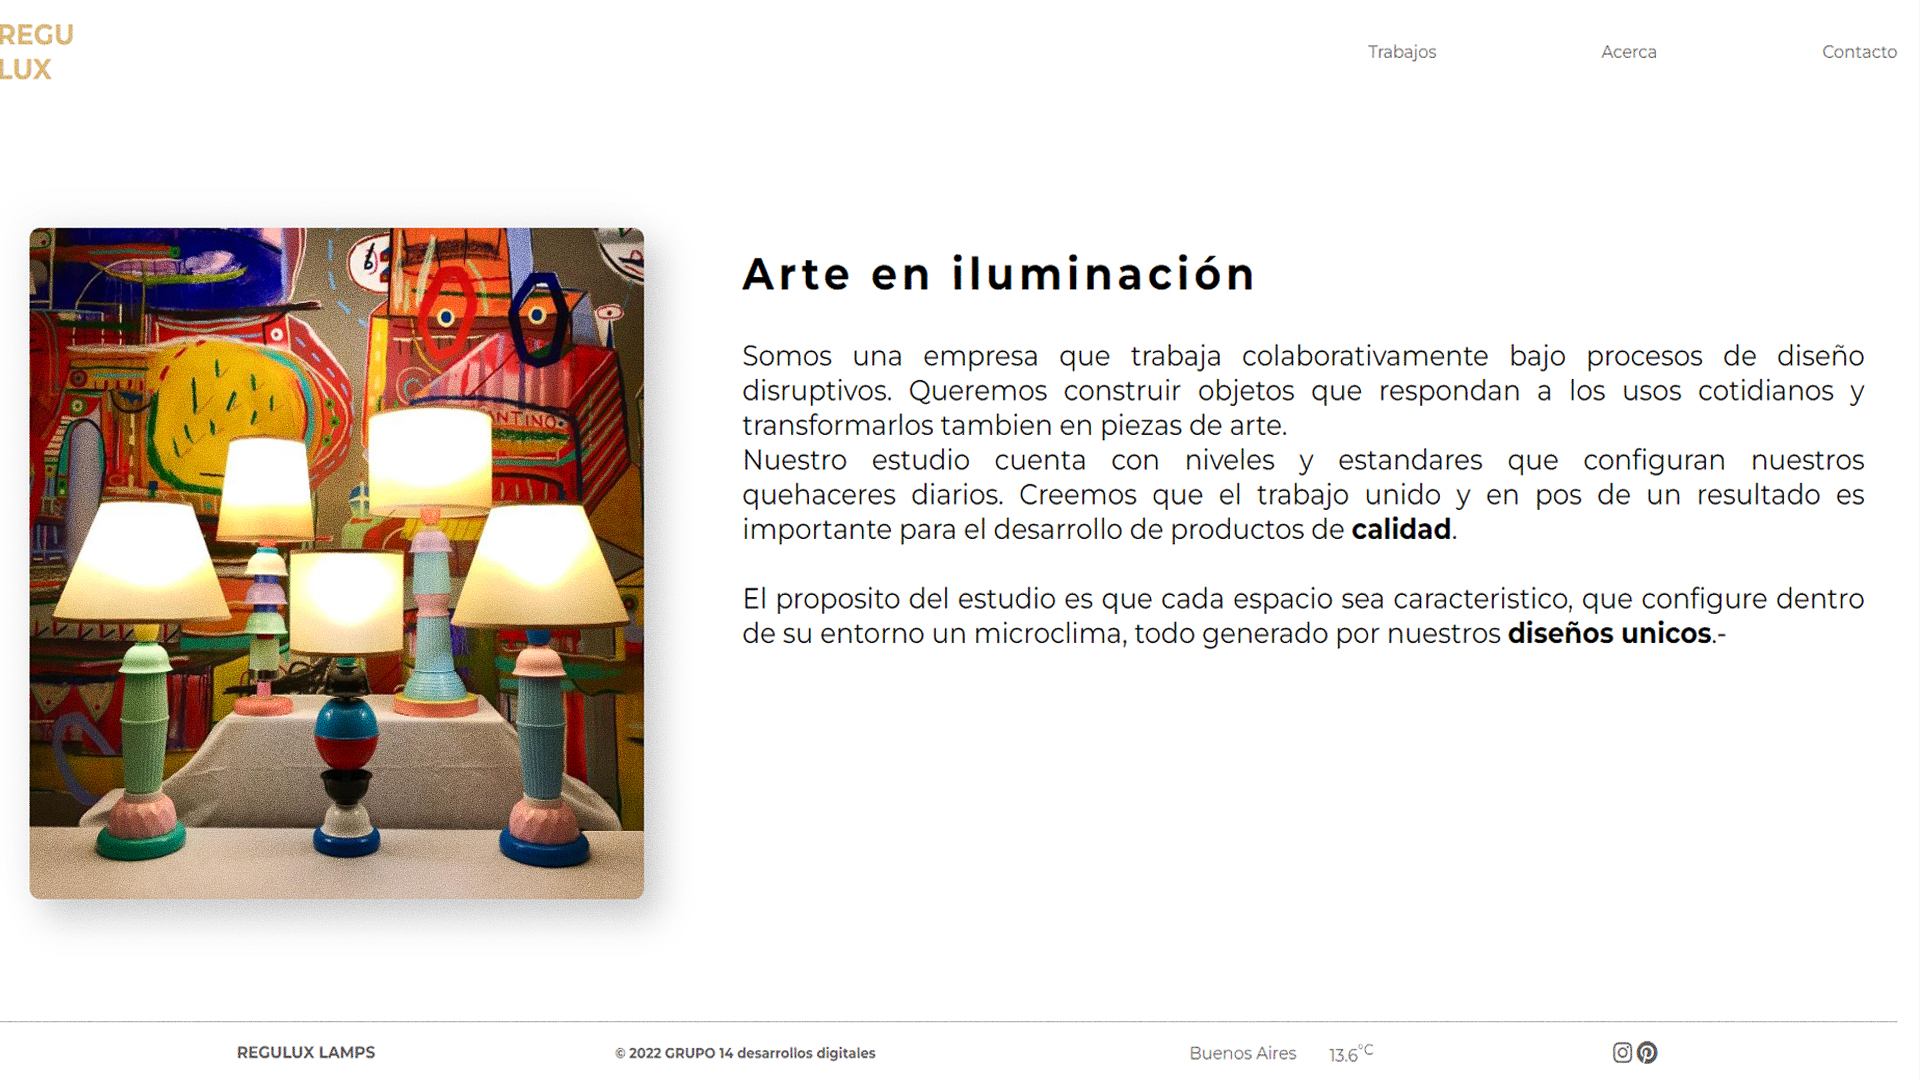 REGU
LUX
Trabajos Acerca Contacto
ANTINO
Arte en iluminación
Somos una empresa que trabaja colaborativamente bajo procesos de diseño
disruptivos. Queremos construir objetos que respondan a los usos cotidianos y
transformarlos tambien en piezas de arte.
Nuestro estudio cuenta con niveles y estandares que configuran nuestros
quehaceres diarios. Creemos que el trabajo unido y en pos de un resultado es
importante para el desarrollo de productos de calidad.
El proposito del estudio es que cada espacio sea caracteristico, que configure dentro
de su entorno un microclima, todo generado por nuestros diseños unicos.-
REGULUX LAMPS © 2022 GRUPO 14 desarrollos digitales Buenos Aires 13.6°C